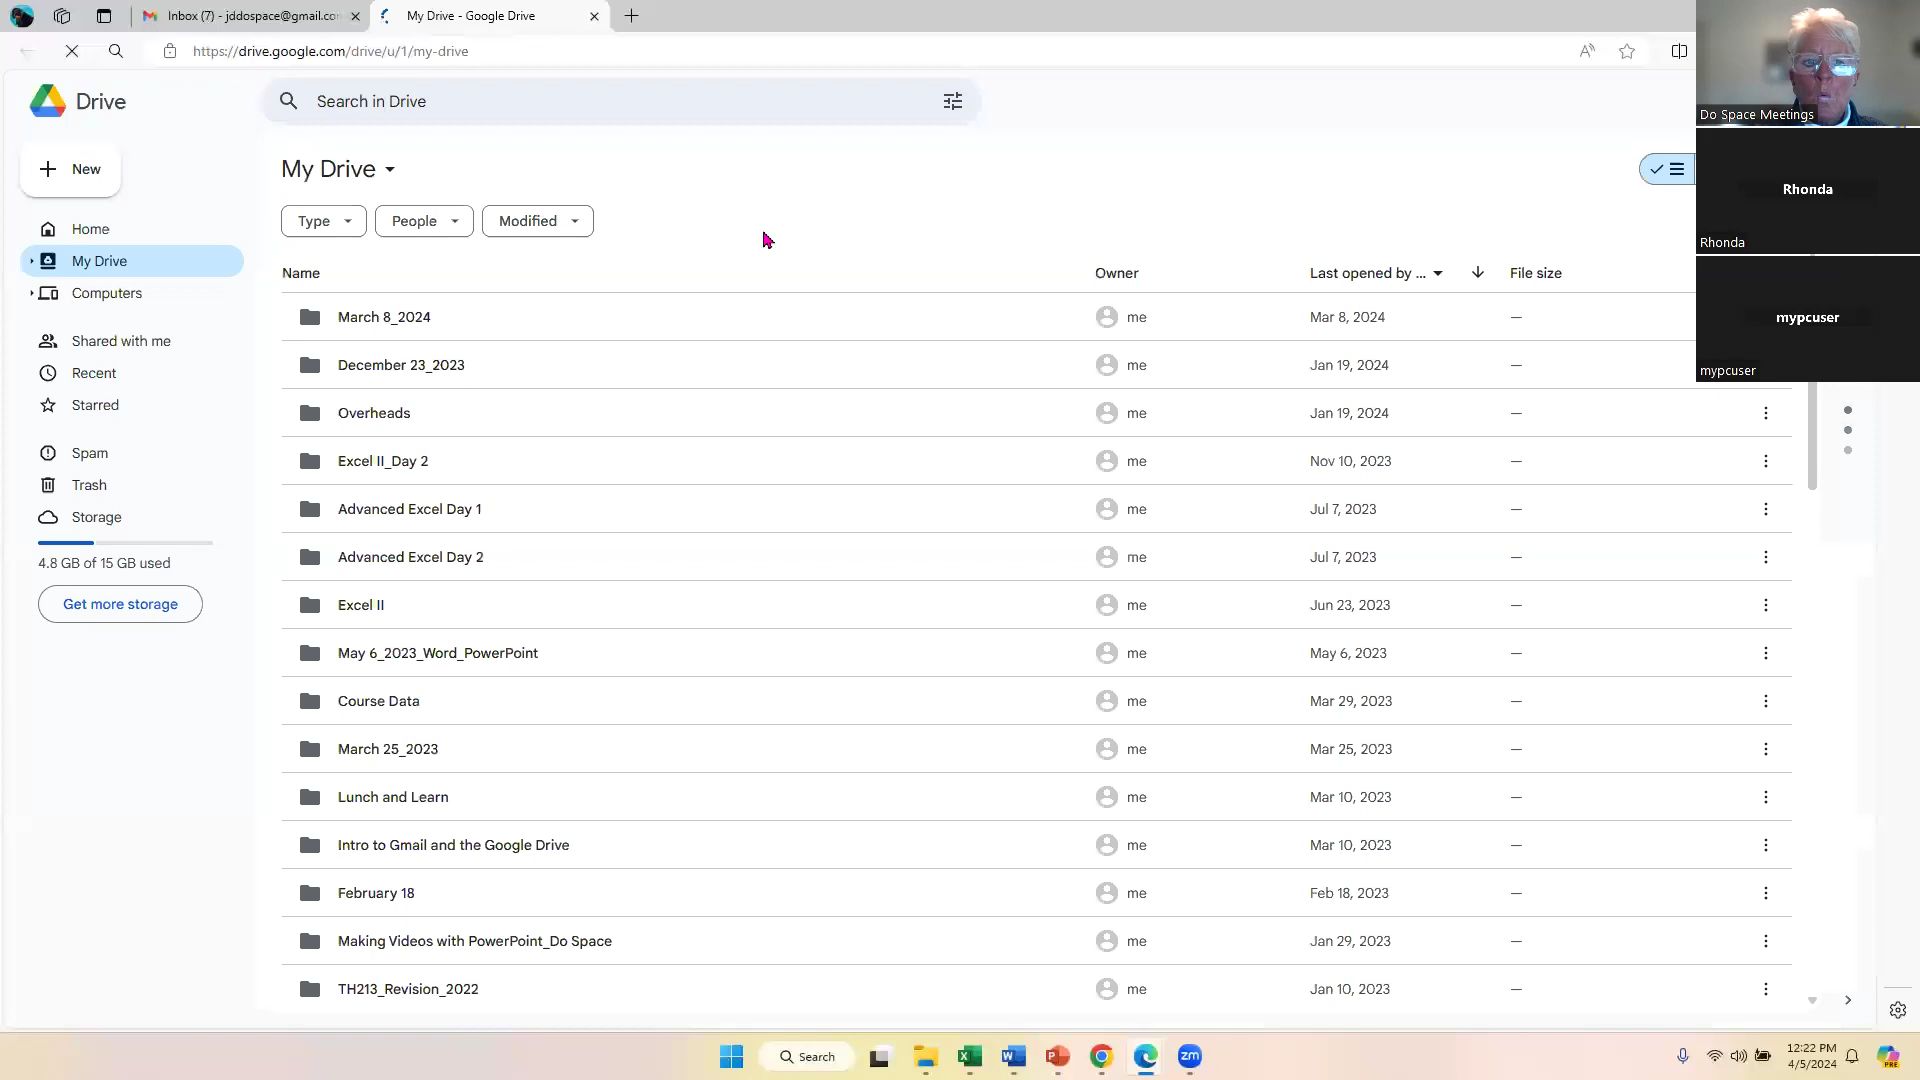 Inbox (7) - jddospace@gmail.co
My Drive - Google Drive
https://drive.google.com/drive/u/1/my-drive
Drive
Search in Drive
New
My Drive
Type
People
Modified
Home
My Drive
Computers
Shared with me
Recent
Starred
Spam
Trash
Storage
4.8 GB of 15 GB used
Get more storage
Name Owner Last opened by ... File size
March 8_2024 me Mar 8, 2024 —
December 23_2023 me Jan 19, 2024 —
Overheads me Jan 19, 2024 —
Excel II_Day 2 me Nov 10, 2023 —
Advanced Excel Day 1 me Jul 7, 2023 —
Advanced Excel Day 2 me Jul 7, 2023 —
Excel II me Jun 23, 2023 —
May 6_2023_Word_PowerPoint me May 6, 2023 —
Course Data me Mar 29, 2023 —
March 25_2023 me Mar 25, 2023 —
Lunch and Learn me Mar 10, 2023 —
Intro to Gmail and the Google Drive me Mar 10, 2023 —
February 18 me Feb 18, 2023 —
Making Videos with PowerPoint_Do Space me Jan 29, 2023 —
TH213_Revision_2022 me Jan 10, 2023 —
Do Space Meetings
Rhonda
Rhonda
mypcuser
mypcuser
Search
zm
12:22 PM
4/5/2024
PRE